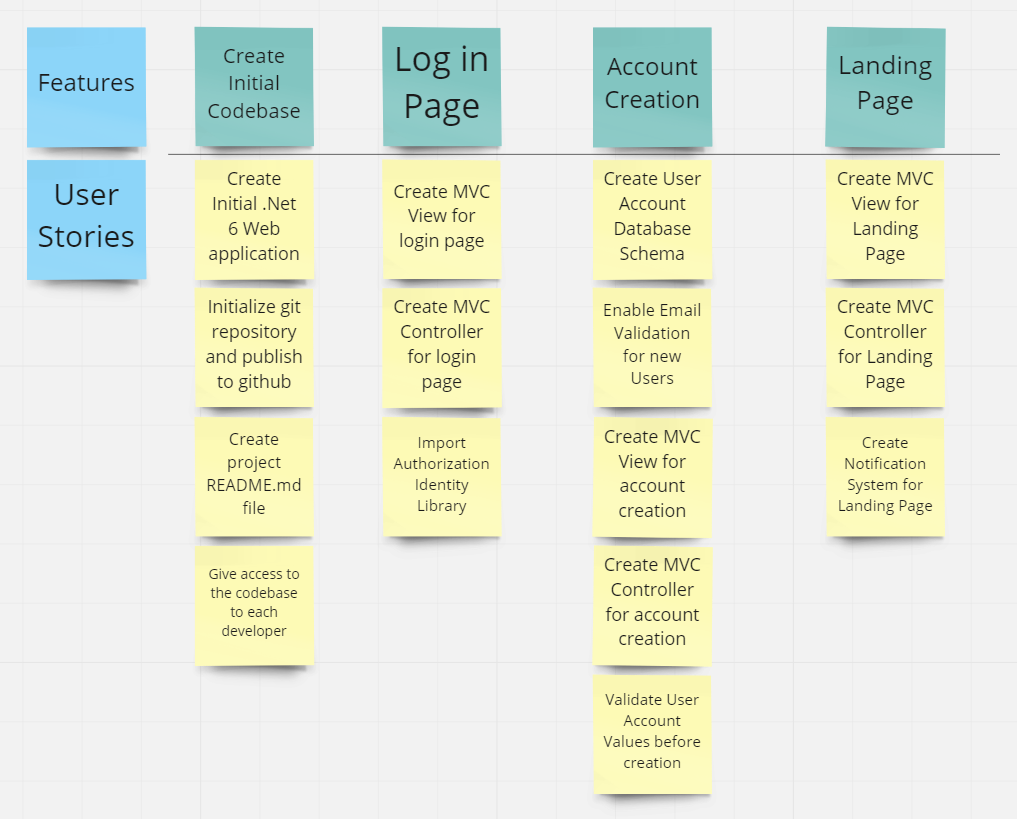 Features
Create
Initial
Codebase
Log in
Page
Account
Creation
Landing
Page
User
Stories
Create
Initial .Net
6 Web
application
Create MVC
View for
login page
Create User
Account
Database
Schema
Create MVC
View for
Landing
Page
Initialize git
repository
and publish
to github
Create MVC
Controller
for login
page
Enable Email
Validation
for new
Users
Create MVC
Controller
for Landing
Page
Create
project
README.md
file
Import
Authorization
Identity
Library
Create MVC
View for
account
creation
Create
Notification
System for
Landing Page
Give access to
the codebase
to each
developer
Create MVC
Controller
for account
creation
Validate User
Account
Values before
creation